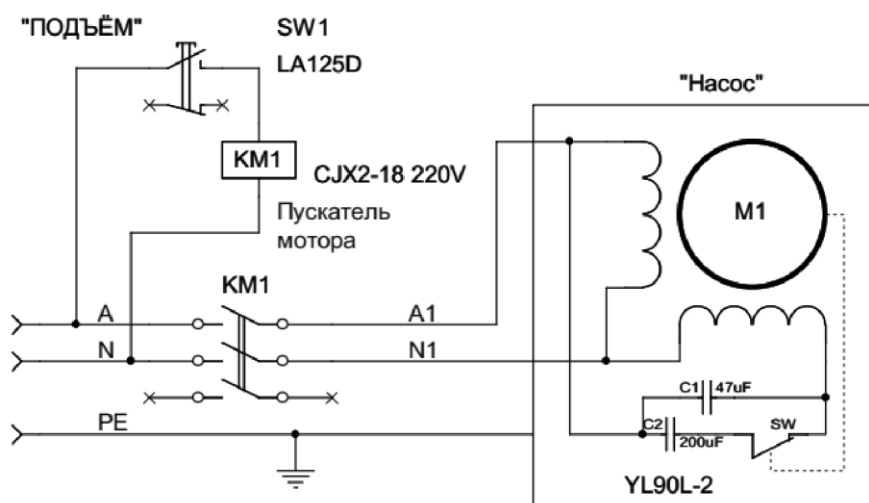 "ПОДЪЁМ"
SW1
LA125D
"Насос"
KM1
CJX2-18 220V
M1
Пускатель
мотора
KM1
A
A1
N
N1
C1
47uF
PE
C2
200uF
SW
YL90L-2